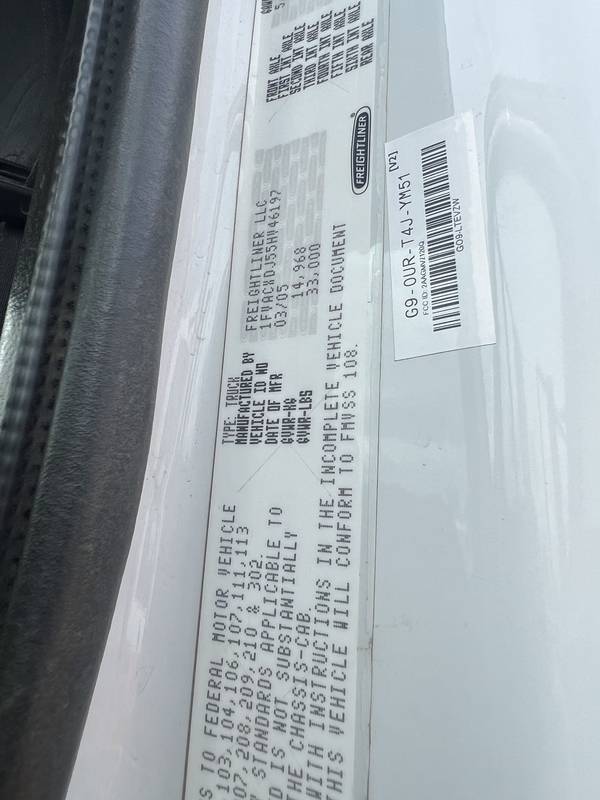 S TO FEDERAL MOTOR VEHICLE
103,104,106,107,111,113
07,208,209,210 & 302.
Y STANDARDS APPLICABLE TO
D IS NOT SUBSTANTIALLY
THE CHASSIS-CAB.
WITH INSTRUCTIONS IN THE INCOMPLETE VEHICLE DOCUMENT
THIS VEHICLE WILL CONFORM TO FMVSS 108.
TYPE: TRUCK
MANUFACTURED BY FREIGHTLINER LLC
VEHICLE ID NO 1FVACXDJ55HV46197
DATE OF MFR 03/05
GVWR-KG 14,968
GVWR-LBS 33,000
FREIGHTLINER
FRONT AXLE
FIRST INT AXLE
SECOND INT AXLE
THIRD INT AXLE
FOURTH INT AXLE
FIFTH INT AXLE
SIXTH INT AXLE
REAR AXLE
G9-0UR-T4J-YM51 [V2]
GO9-LTEVZW